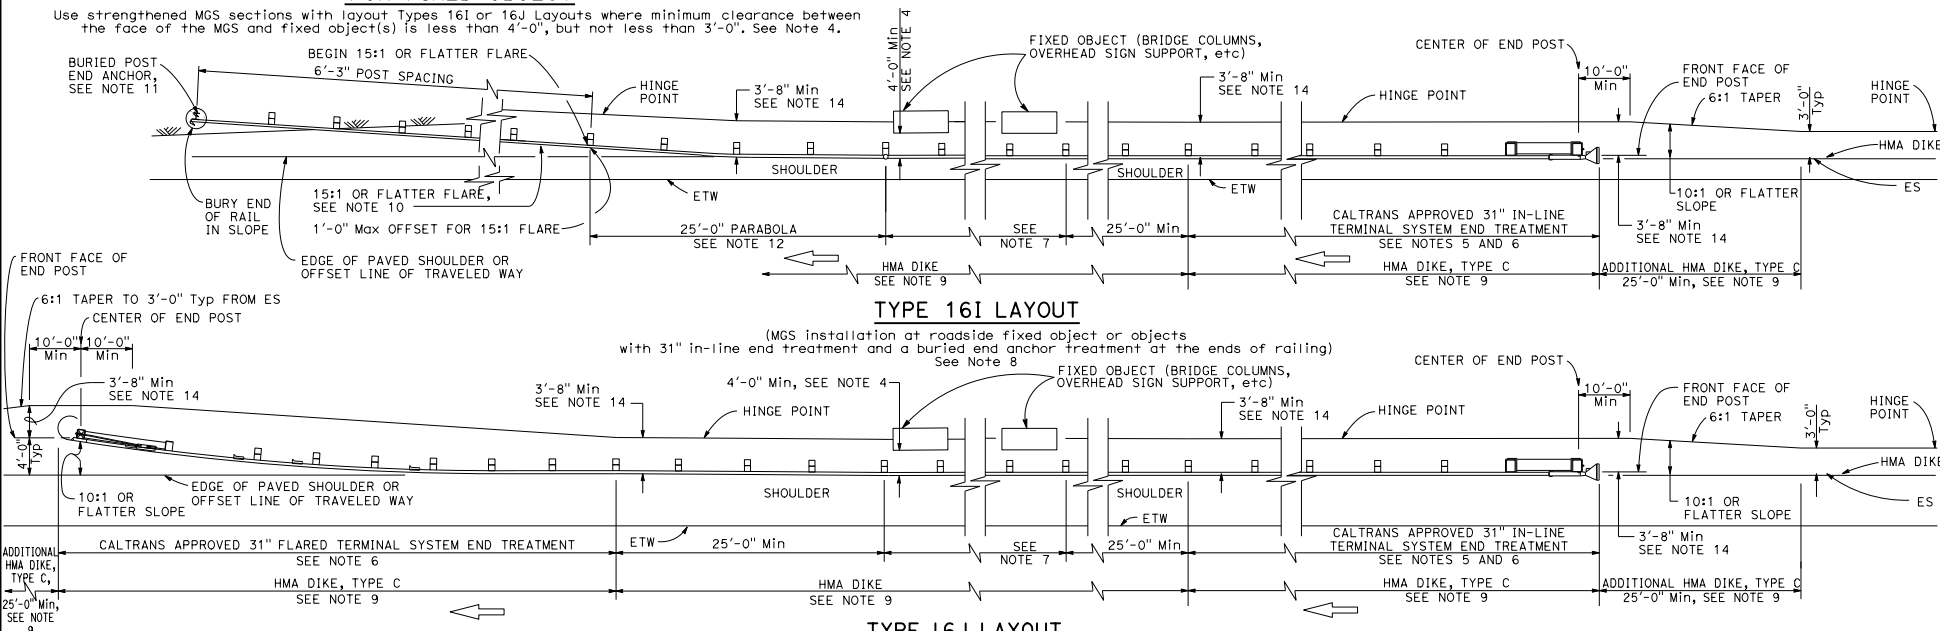 Use strengthened MGS sections with layout Types 16I or 16J Layouts where minimum clearance between
the face of the MGS and fixed object(s) is less than 4'-0", but not less than 3'-0". See Note 4.
BURIED POST
END ANCHOR,
SEE NOTE 11
BEGIN 15:1 OR FLATTER FLARE
6'-3" POST SPACING
HINGE
POINT
3'-8" Min
SEE NOTE 14
4'-0" Min
SEE NOTE 4
FIXED OBJECT (BRIDGE COLUMNS,
OVERHEAD SIGN SUPPORT, etc)
3'-8" Min
SEE NOTE 14
HINGE POINT
CENTER OF END POST
10'-0"
Min
FRONT FACE OF
END POST
6:1 TAPER
3'-0"
Typ
HINGE
POINT
HMA DIKE
ES
BURY END
OF RAIL
IN SLOPE
15:1 OR FLATTER FLARE,
SEE NOTE 10
1'-0" Max OFFSET FOR 15:1 FLARE
EDGE OF PAVED SHOULDER OR
OFFSET LINE OF TRAVELED WAY
ETW
SHOULDER
25'-0" PARABOLA
SEE NOTE 12
SEE
NOTE 7
SHOULDER
25'-0" Min
ETW
CALTRANS APPROVED 31" IN-LINE
TERMINAL SYSTEM END TREATMENT
SEE NOTES 5 AND 6
10:1 OR FLATTER
SLOPE
3'-8" Min
SEE NOTE 14
HMA DIKE
SEE NOTE 9
HMA DIKE, TYPE C
SEE NOTE 9
ADDITIONAL HMA DIKE, TYPE C
25'-0" Min, SEE NOTE 9
TYPE 16I LAYOUT
(MGS installation at roadside fixed object or objects
with 31" in-line end treatment and a buried end anchor treatment at the ends of railing)
See Note 8
FRONT FACE OF
END POST
6:1 TAPER TO 3'-0" Typ FROM ES
CENTER OF END POST
10'-0"
Min
10'-0"
Min
3'-8" Min
SEE NOTE 14
4'-0"
Typ
10:1 OR
FLATTER SLOPE
EDGE OF PAVED SHOULDER OR
OFFSET LINE OF TRAVELED WAY
3'-8" Min
SEE NOTE 14
HINGE POINT
4'-0" Min, SEE NOTE 4
FIXED OBJECT (BRIDGE COLUMNS,
OVERHEAD SIGN SUPPORT, etc)
3'-8" Min
SEE NOTE 14
HINGE POINT
CENTER OF END POST
10'-0"
Min
FRONT FACE OF
END POST
6:1 TAPER
3'-0"
Typ
HINGE
POINT
HMA DIKE
ES
SHOULDER
SHOULDER
ETW
ETW
10:1 OR
FLATTER SLOPE
3'-8" Min
SEE NOTE 14
ADDITIONAL
HMA DIKE,
TYPE C,
25'-0" Min,
SEE NOTE
9
CALTRANS APPROVED 31" FLARED TERMINAL SYSTEM END TREATMENT
SEE NOTE 6
25'-0" Min
SEE
NOTE 7
25'-0" Min
CALTRANS APPROVED 31" IN-LINE
TERMINAL SYSTEM END TREATMENT
SEE NOTES 5 AND 6
HMA DIKE, TYPE C
SEE NOTE 9
HMA DIKE
SEE NOTE 9
HMA DIKE, TYPE C
SEE NOTE 9
ADDITIONAL HMA DIKE, TYPE C
25'-0" Min, SEE NOTE 9
TYPE 16J LAYOUT